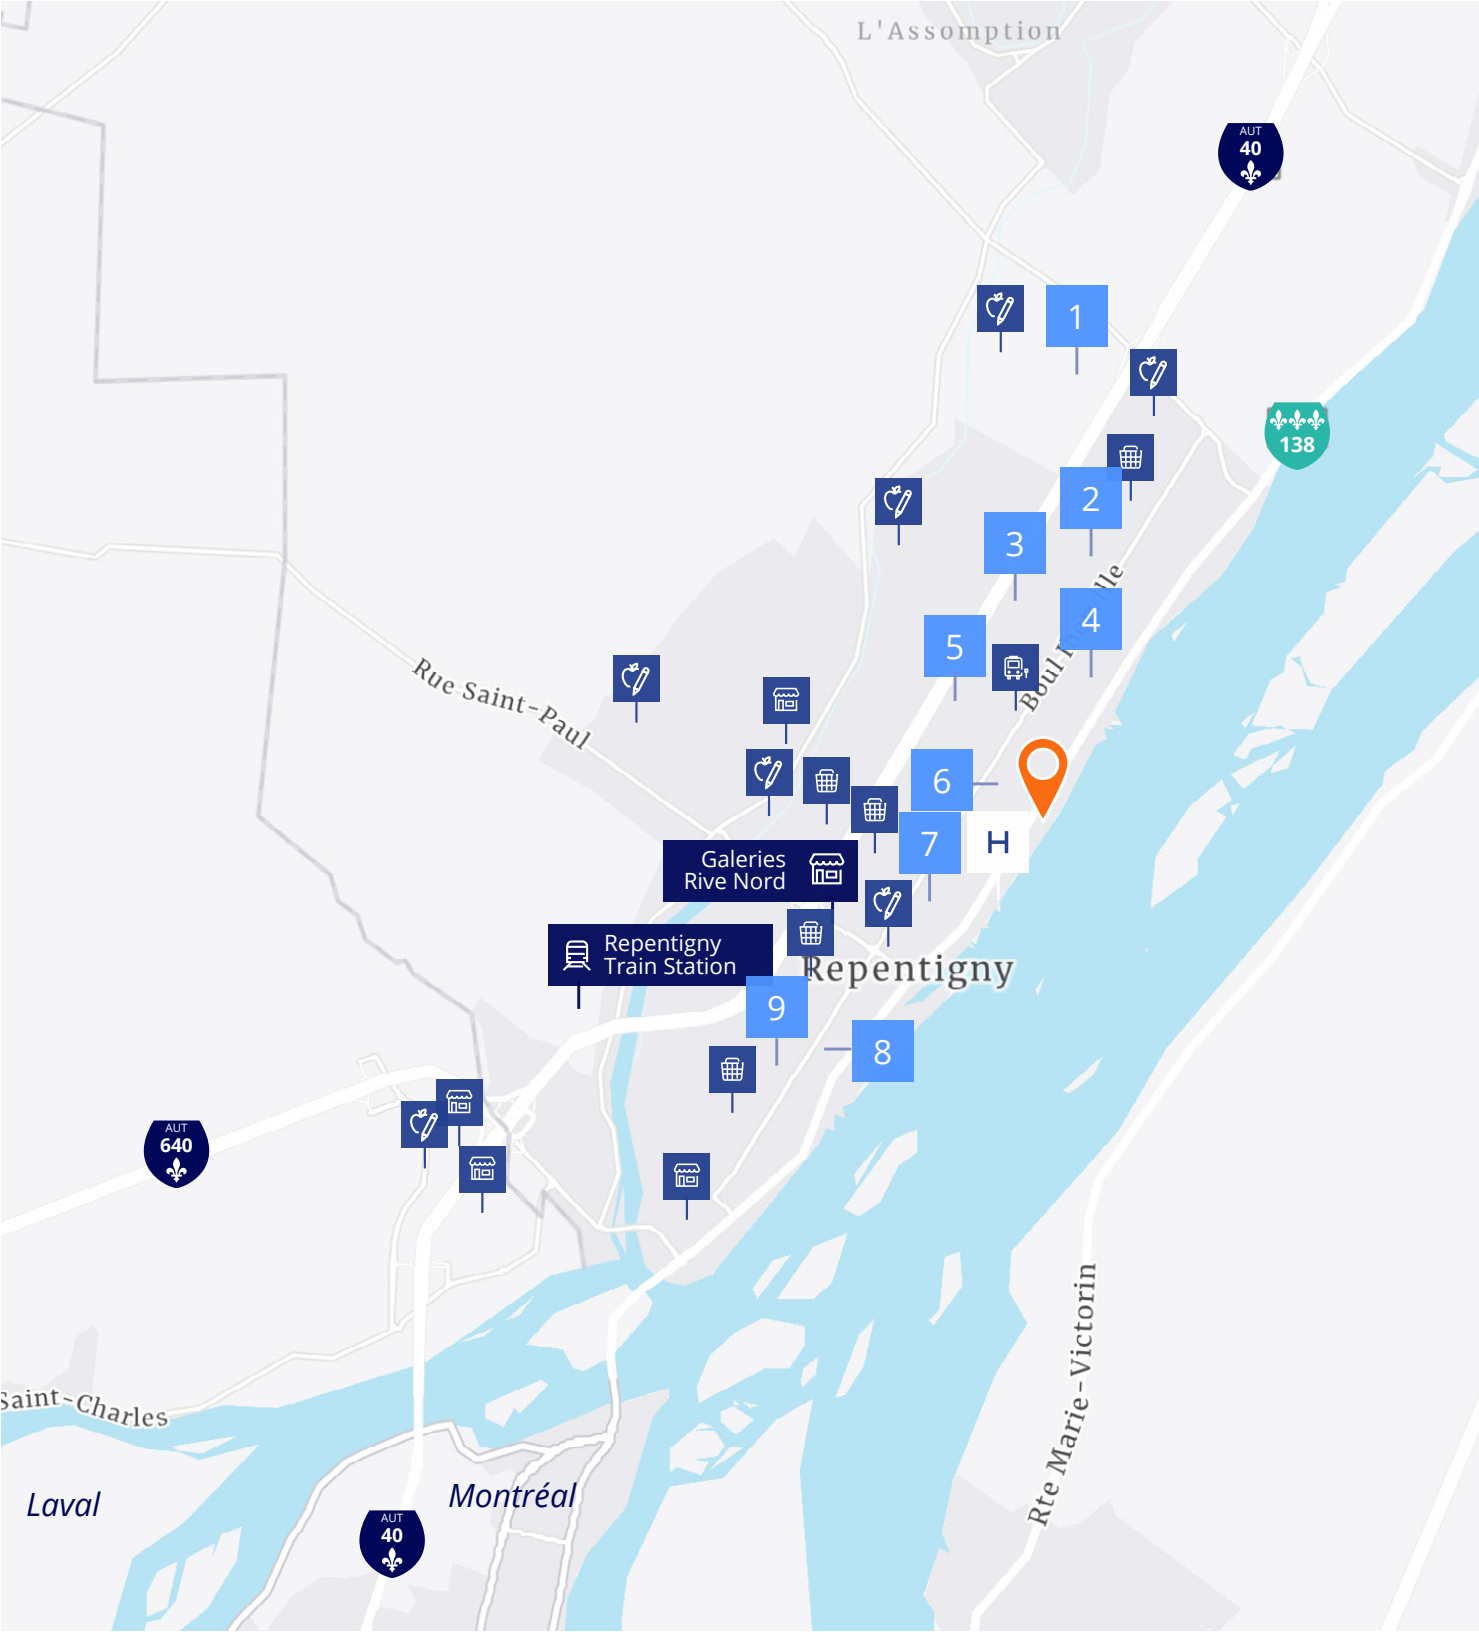 L'Assomption
AUT
40
1
138
2
3
4
Boul Iberville
5
Rue Saint-Paul
6
7
H
Galeries
Rive Nord
Repentigny
Train Station
Repentigny
9
8
AUT
640
Rte Marie-Victorin
Saint-Charles
Laval
Montréal
AUT
40